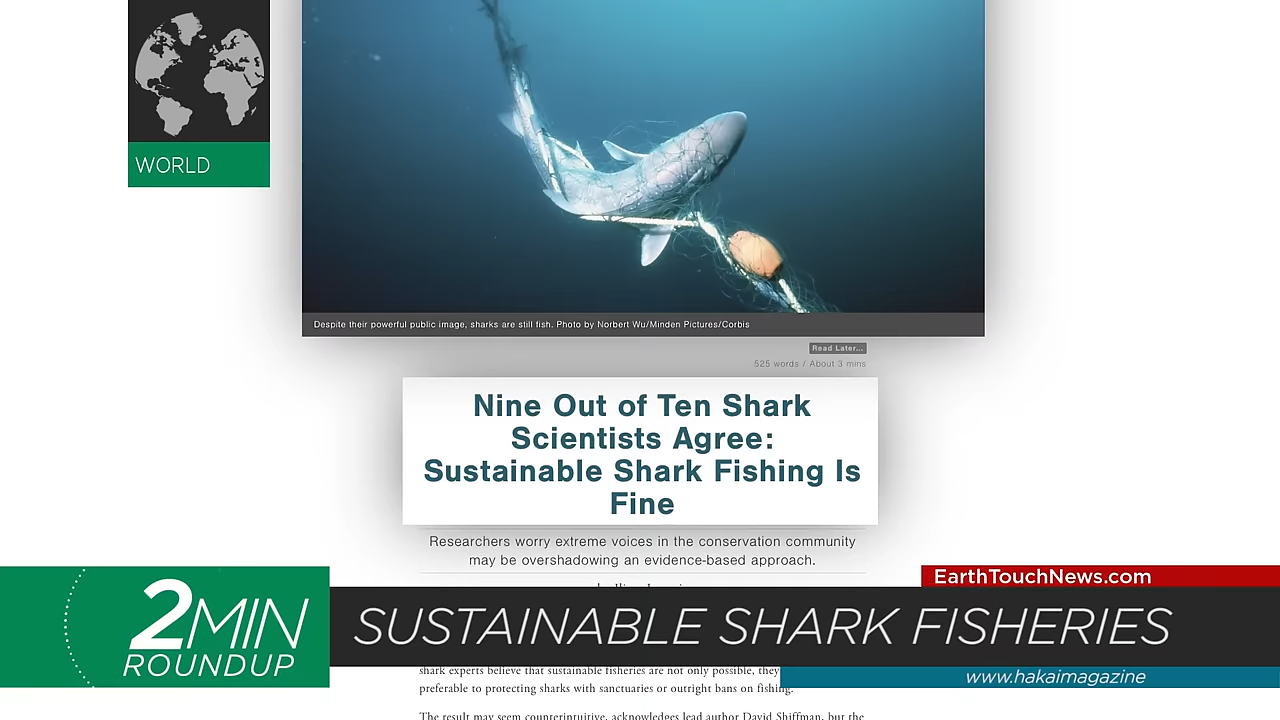 WORLD
Despite their powerful public image, sharks are still fish. Photo by Norbert Wu/Minden Pictures/Corbis
Read Later...
525 words / About 3 mins
Nine Out of Ten Shark
Scientists Agree:
Sustainable Shark Fishing Is
Fine
Researchers worry extreme voices in the conservation community
may be overshadowing an evidence-based approach.
EarthTouchNews.com
2MIN
ROUNDUP
SUSTAINABLE SHARK FISHERIES
shark experts believe that sustainable fisheries are not only possible, they
www.hakaimagazine
preferable to protecting sharks with sanctuaries or outright bans on fishing.
The result may seem counterintuitive, acknowledges lead author David Shiffman, but the